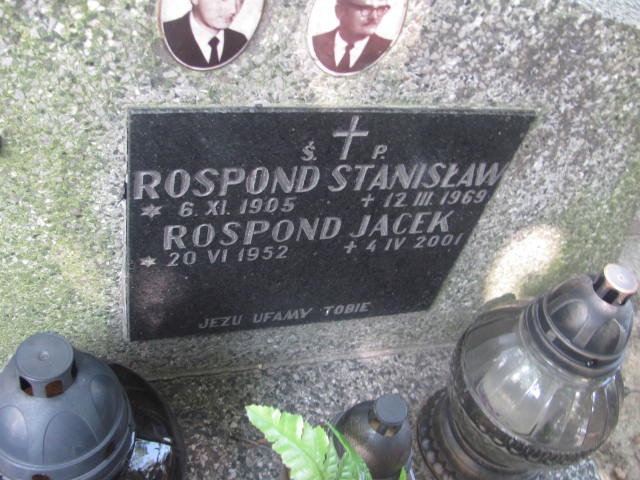 Ś. P.
ROSPOND STANISŁAW
* 6. XI. 1905 + 12. III. 1969
ROSPOND JACEK
* 20 VI 1952 + 4 IV 2001
JEZU UFAMY TOBIE